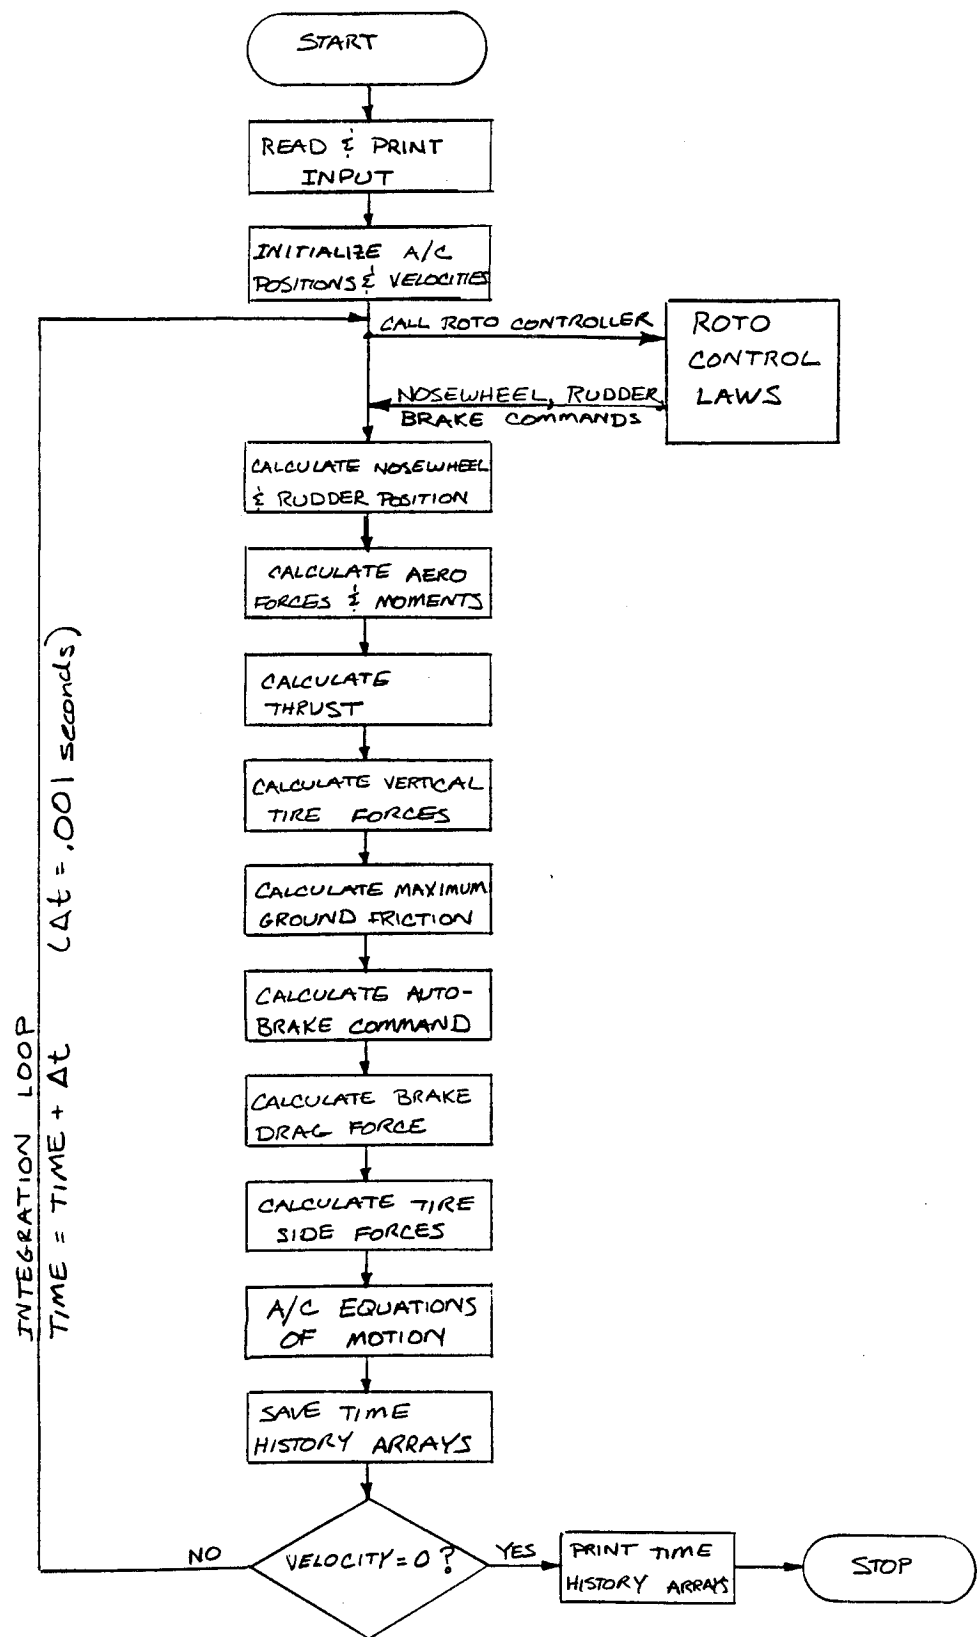 START
READ & PRINT
INPUT
INITIALIZE A/C
POSITIONS & VELOCITIES
CALL ROTO CONTROLLER
ROTO
CONTROL
LAWS
NOSEWHEEL, RUDDER,
BRAKE COMMANDS
CALCULATE NOSEWHEEL
& RUDDER POSITION
CALCULATE AERO
FORCES & MOMENTS
CALCULATE
THRUST
CALCULATE VERTICAL
TIRE FORCES
CALCULATE MAXIMUM
GROUND FRICTION
CALCULATE AUTO-
BRAKE COMMAND
CALCULATE BRAKE
DRAG FORCE
CALCULATE TIRE
SIDE FORCES
A/C EQUATIONS
OF MOTION
SAVE TIME
HISTORY ARRAYS
VELOCITY = 0 ?
NO
YES
PRINT TIME
HISTORY ARRAYS
STOP
INTEGRATION LOOP
TIME = TIME + Δt (Δt = .001 seconds)